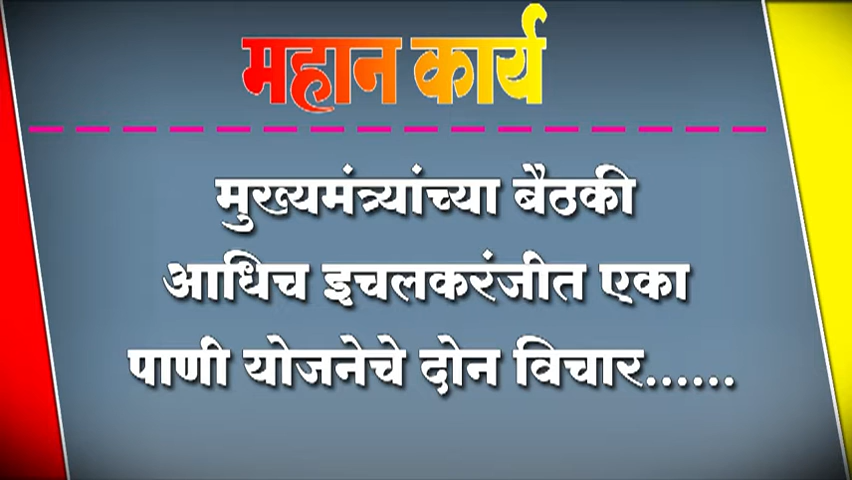 महान कार्य
मुख्यमंत्र्यांच्या बैठकी
आधिच इचलकरंजीत एका
पाणी योजनेचे दोन विचार......